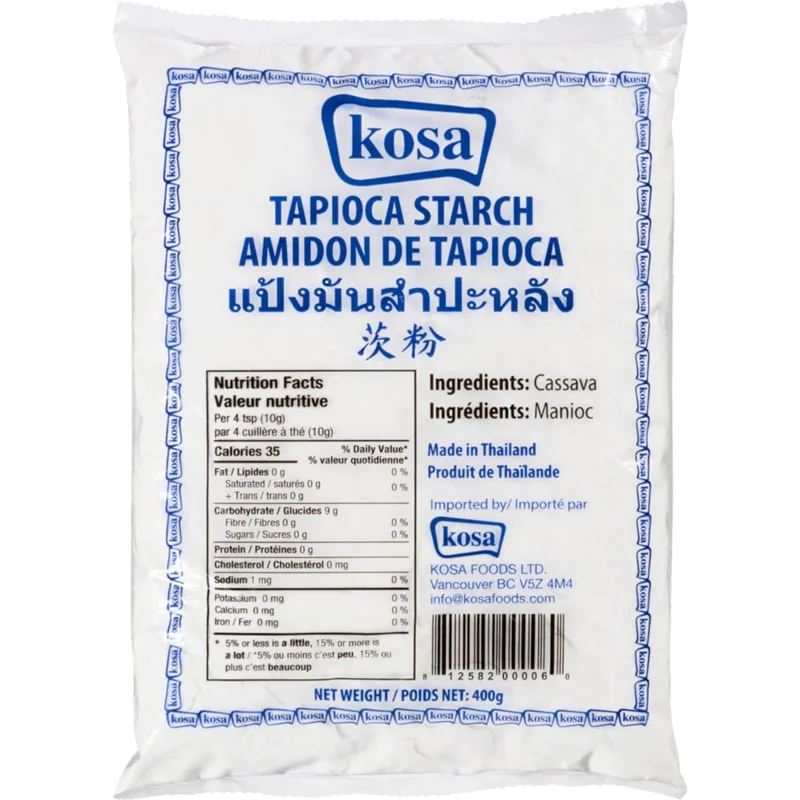 kosa
TAPIOCA STARCH
AMIDON DE TAPIOCA
แป้งมันสำปะหลัง
茨粉
Nutrition Facts
Valeur nutritive
Per 4 tsp (10g)
par 4 cuillère à thé (10g)
Calories 35
% Daily Value*
% valeur quotidienne*
Fat / Lipides 0 g 0 %
Saturated / saturés 0 g
+ Trans / trans 0 g 0 %
Carbohydrate / Glucides 9 g
Fibre / Fibres 0 g 0 %
Sugars / Sucres 0 g 0 %
Protein / Protéines 0 g
Cholesterol / Cholestérol 0 mg
Sodium 1 mg 0 %
Potassium 0 mg 0 %
Calcium 0 mg 0 %
Iron / Fer 0 mg 0 %
* 5% or less is a little, 15% or more is
a lot / *5% ou moins c'est peu, 15% ou
plus c'est beaucoup
Ingredients: Cassava
Ingrédients: Manioc
Made in Thailand
Produit de Thaïlande
Imported by/ Importé par
kosa
KOSA FOODS LTD.
Vancouver BC V5Z 4M4
info@kosafoods.com
8 12582 00006 0
NET WEIGHT / POIDS NET: 400g